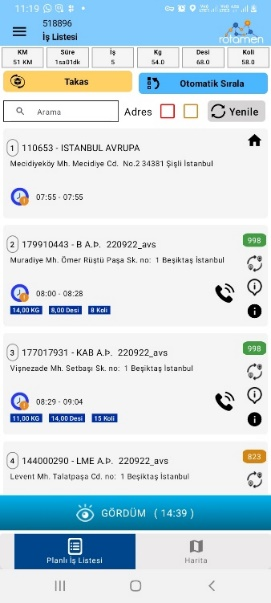 11:19
518896
İş Listesi
rotamen
KM
51 KM
Süre
1sa01dk
İş
5
Kg
54.0
Desi
68.0
Koli
58.0
Takas
Otomatik Sırala
Arama
Adres
Yenile
1 110653 - ISTANBUL AVRUPA
Mecidiyeköy Mh. Mecidiye Cd. No.2 34381 Şişli İstanbul
07:55 - 07:55
2 179910443 - B A.Þ. 220922_avs
998
Muradiye Mh. Ömer Rüştü Paşa Sk. no: 1 Beşiktaş İstanbul
08:00 - 08:28
14,00 KG 8,00 Desi 8 Koli
3 177017931 - KAB A.Þ. 220922_avs
998
Vişnezade Mh. Setbaşı Sk. no: 1 Beşiktaş İstanbul
08:29 - 09:04
11,00 KG 14,00 Desi 15 Koli
4 144000290 - LME A.Þ. 220922_avs
823
Levent Mh. Talatpaşa Cd. no: 1 Beşiktaş İstanbul
GÖRDÜM ( 14:39 )
Planlı İş Listesi
Harita